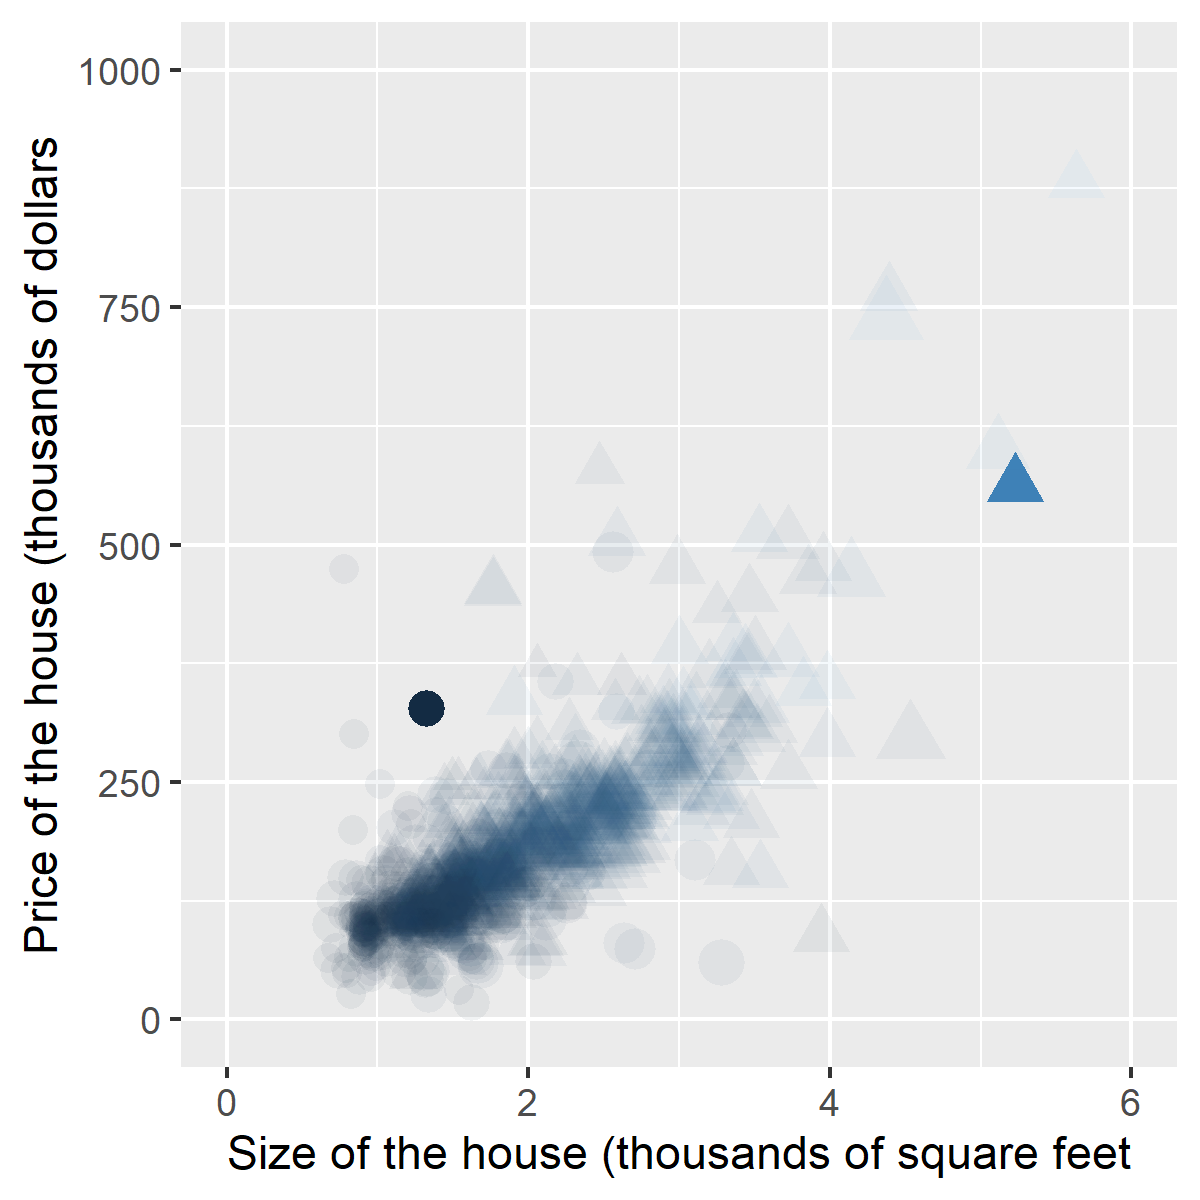 Price of the house (thousands of dollars
1000
750
500
250
0
0 2 4 6
Size of the house (thousands of square feet